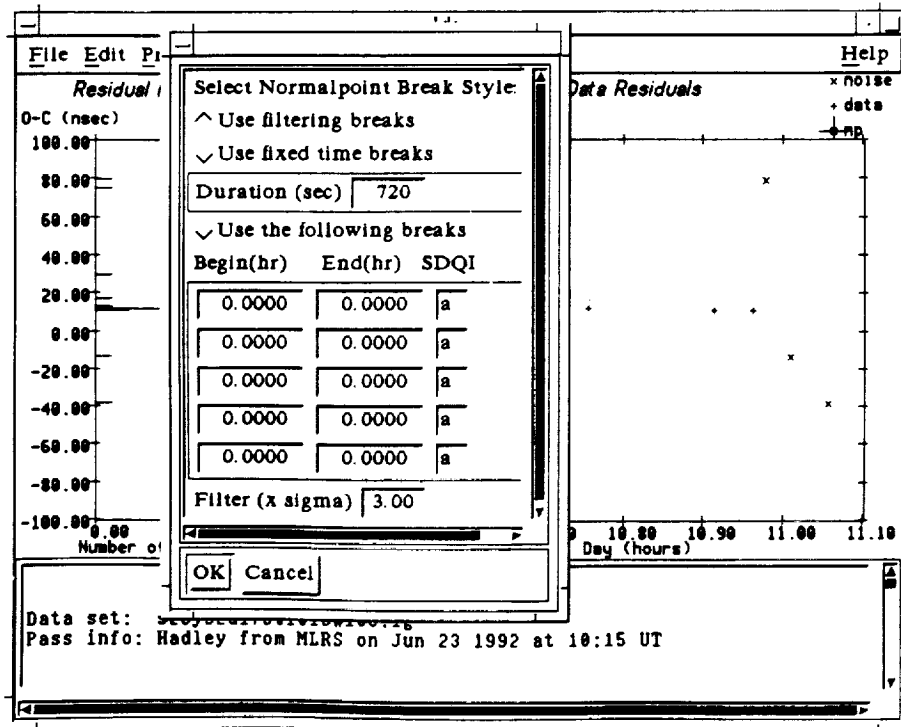 File Edit
Help
Residual
Data Residuals
× noise
+ data
np
O-C (nsec)
100.00
80.00
60.00
40.00
20.00
0.00
-20.00
-40.00
-60.00
-80.00
-100.00
0.00
10.80 10.90 11.00 11.10
Number of
Day (hours)
Select Normalpoint Break Style:
Use filtering breaks
Use fixed time breaks
Duration (sec) 720
Use the following breaks
Begin(hr) End(hr) SDQI
0.0000 0.0000 a
0.0000 0.0000 a
0.0000 0.0000 a
0.0000 0.0000 a
0.0000 0.0000 a
Filter (x sigma) 3.00
OK Cancel
Data set:
Pass info: Hadley from MLRS on Jun 23 1992 at 10:15 UT